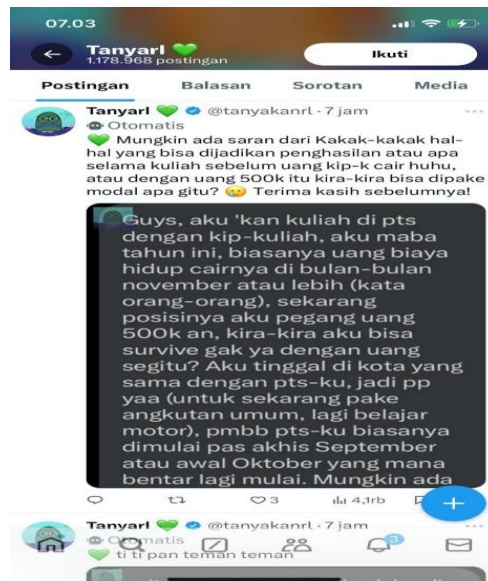 07.03
Tanyarl 💚
1.178.968 postingan
Ikuti
Postingan Balasan Sorotan Media
Tanyarl 💚 @tanyakanrl · 7 jam
Otomatis
💚 Mungkin ada saran dari Kakak-kakak hal-
hal yang bisa dijadikan penghasilan atau apa
selama kuliah sebelum uang kip-k cair huhu,
atau dengan uang 500k itu kira-kira bisa dipake
modal apa gitu? 🥹 Terima kasih sebelumnya!
Guys, aku 'kan kuliah di pts
dengan kip-kuliah, aku maba
tahun ini, biasanya uang biaya
hidup cairnya di bulan-bulan
november atau lebih (kata
orang-orang), sekarang
posisinya aku pegang uang
500k an, kira-kira aku bisa
survive gak ya dengan uang
segitu? Aku tinggal di kota yang
sama dengan pts-ku, jadi pp
yaa (untuk sekarang pake
angkutan umum, lagi belajar
motor), pmbb pts-ku biasanya
dimulai pas akhis September
atau awal Oktober yang mana
bentar lagi mulai. Mungkin ada
3 4,1rb
Tanyarl 💚 @tanyakanrl · 7 jam
Otomatis
3
💚 ti ti pan teman teman